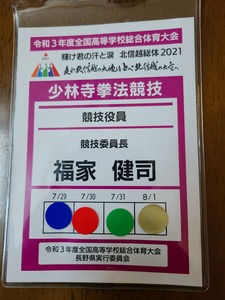 令和3年度全国高等学校総合体育大会
輝け君の汗と涙 北信越総体2021
少林寺拳法競技
競技役員
競技委員長
福家 健司
7/29 7/30 7/31 8/1
令和3年度全国高等学校総合体育大会
長野県実行委員会